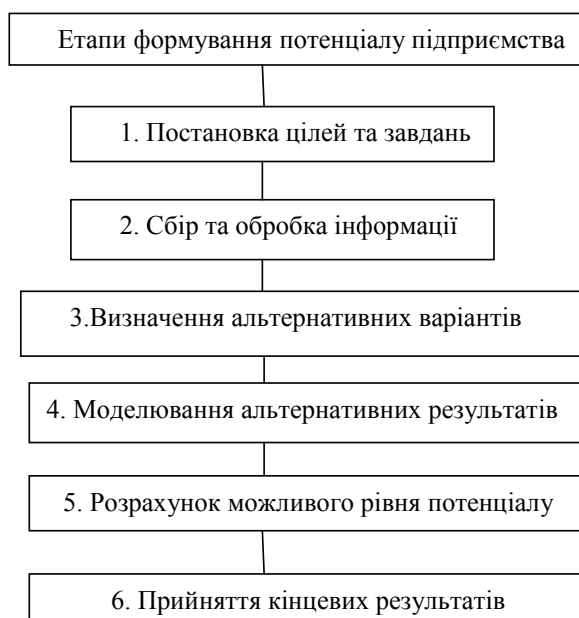 Етапи формування потенціалу підприємства
1. Постановка цілей та завдань
2. Сбір та обробка інформації
3.Визначення альтернативних варіантів
4. Моделювання альтернативних результатів
5. Розрахунок можливого рівня потенціалу
6. Прийняття кінцевих результатів